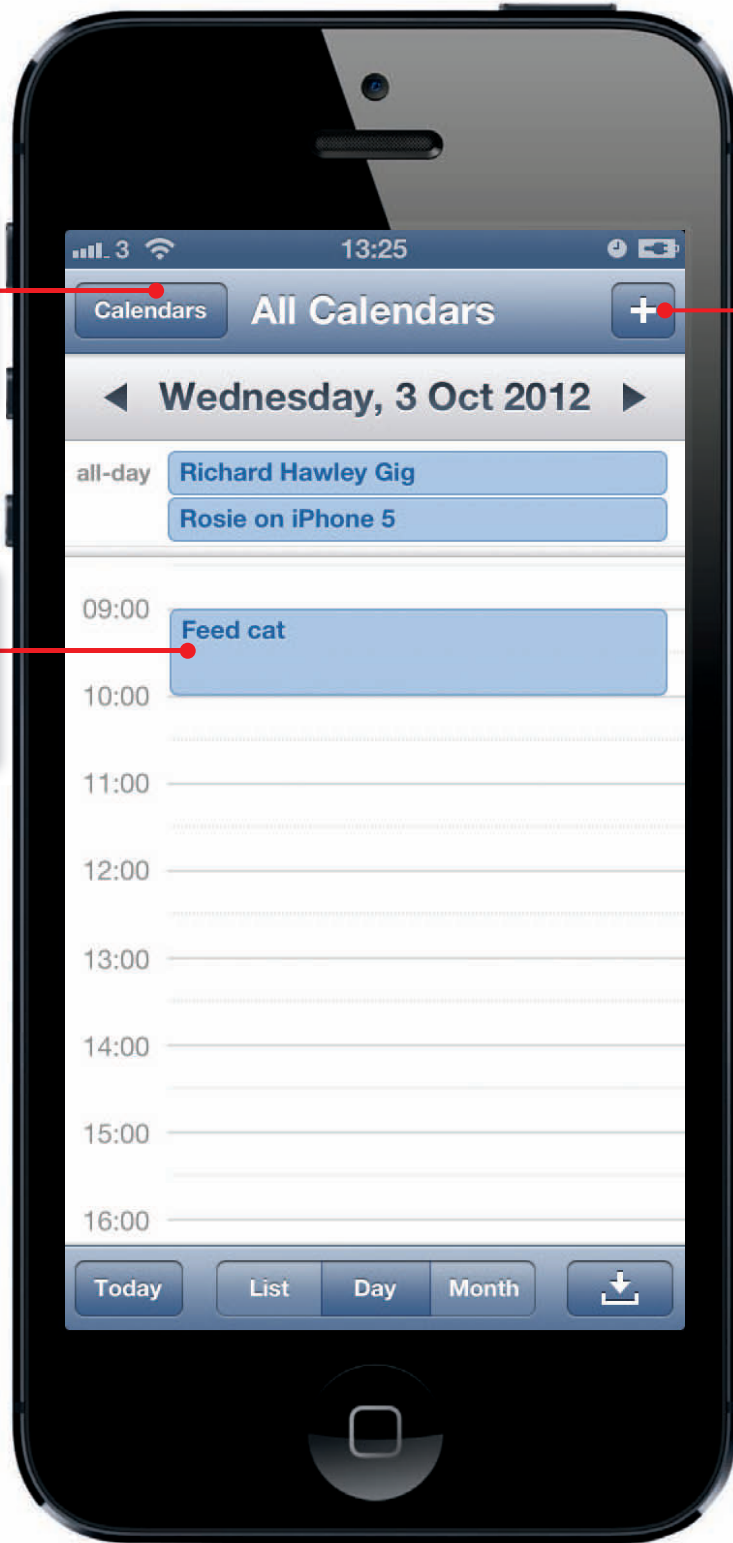 3 13:25
Calendars All Calendars +
Wednesday, 3 Oct 2012
all-day Richard Hawley Gig
Rosie on iPhone 5
09:00
Feed cat
10:00
11:00
12:00
13:00
14:00
15:00
16:00
Today List Day Month